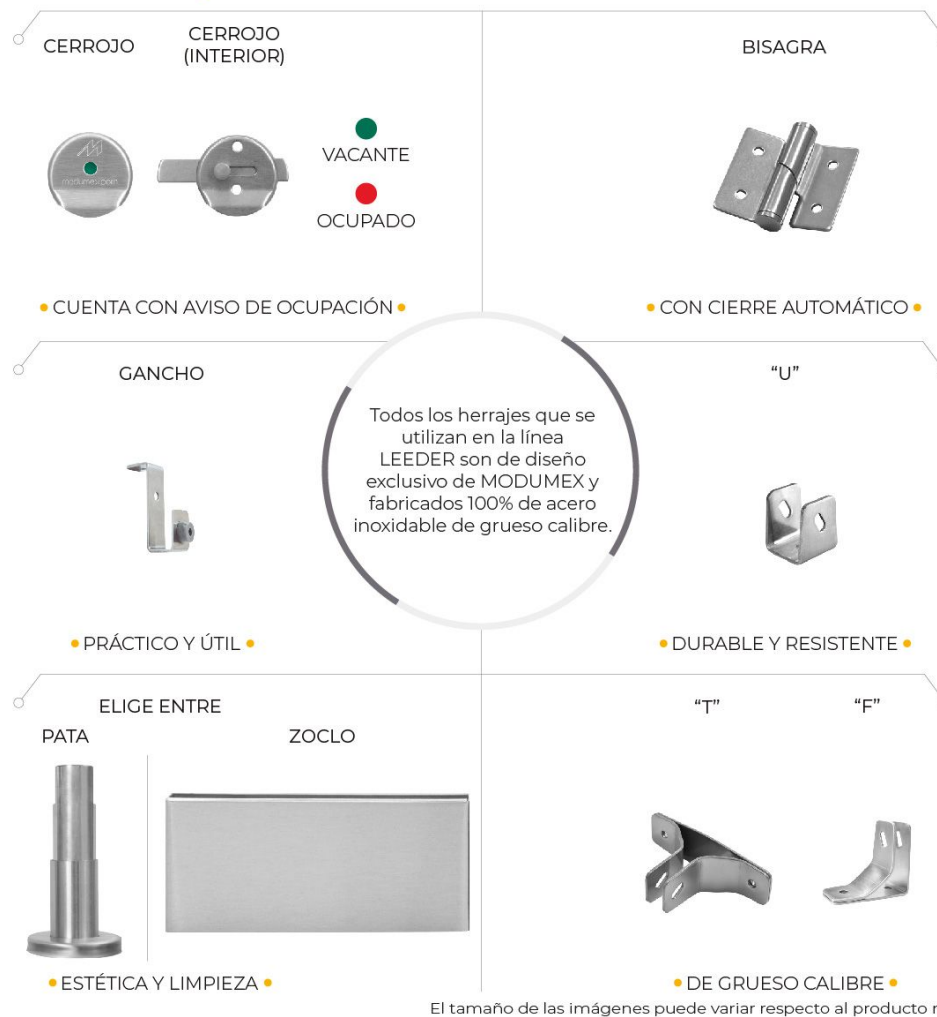 CERROJO
CERROJO
(INTERIOR)
VACANTE
OCUPADO
CUENTA CON AVISO DE OCUPACIÓN
BISAGRA
CON CIERRE AUTOMÁTICO
GANCHO
PRÁCTICO Y ÚTIL
Todos los herrajes que se
utilizan en la línea
LEEDER son de diseño
exclusivo de MODUMEX y
fabricados 100% de acero
inoxidable de grueso calibre.
"U"
DURABLE Y RESISTENTE
ELIGE ENTRE
PATA
ZOCLO
ESTÉTICA Y LIMPIEZA
"T"
"F"
DE GRUESO CALIBRE
El tamaño de las imágenes puede variar respecto al producto